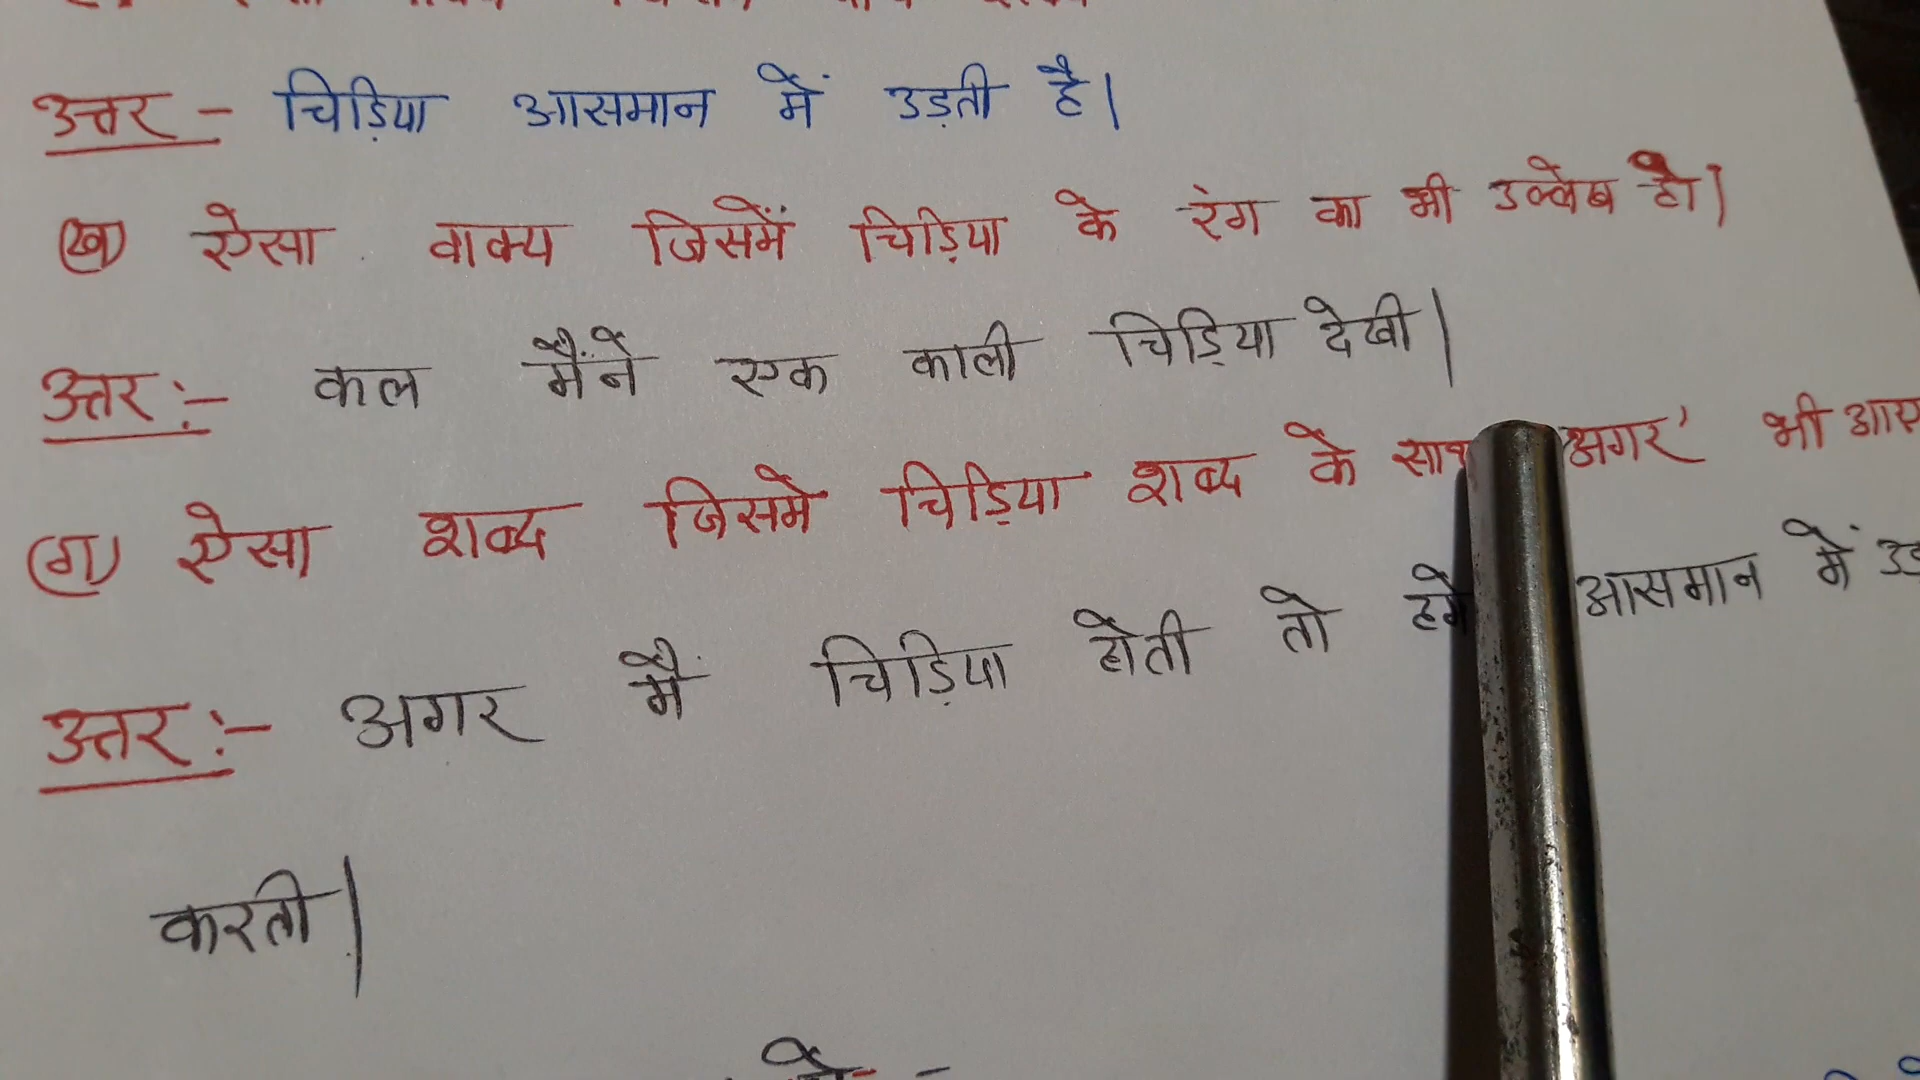 उत्तर - चिड़िया आसमान में उड़ती है।
(ख) ऐसा वाक्य जिसमें चिड़िया के रंग का भी उल्लेख हो।
उत्तर :- कल मैंने एक काली चिड़िया देखी।
(ग) ऐसा शब्द जिसमे चिड़िया शब्द के अगर' भी
उत्तर :- अगर मैं चिड़िया होती तो आसमान में
करती।